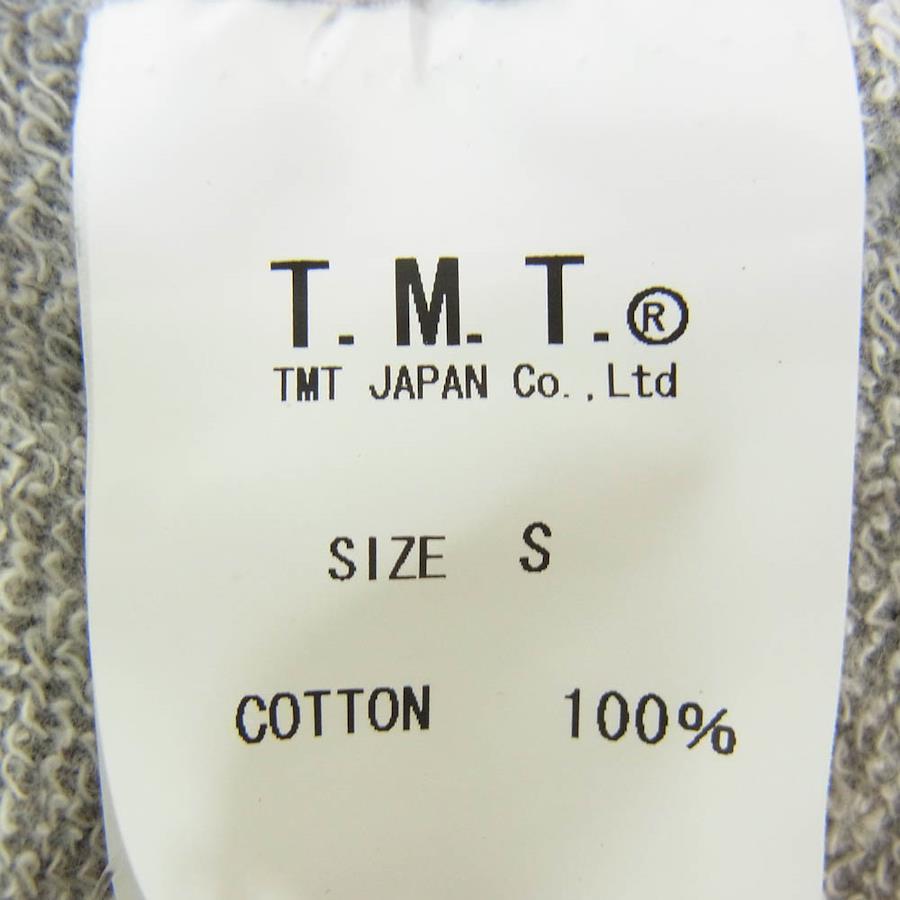 T. M. T.®
TMT JAPAN Co.,Ltd
SIZE S
COTTON 100%